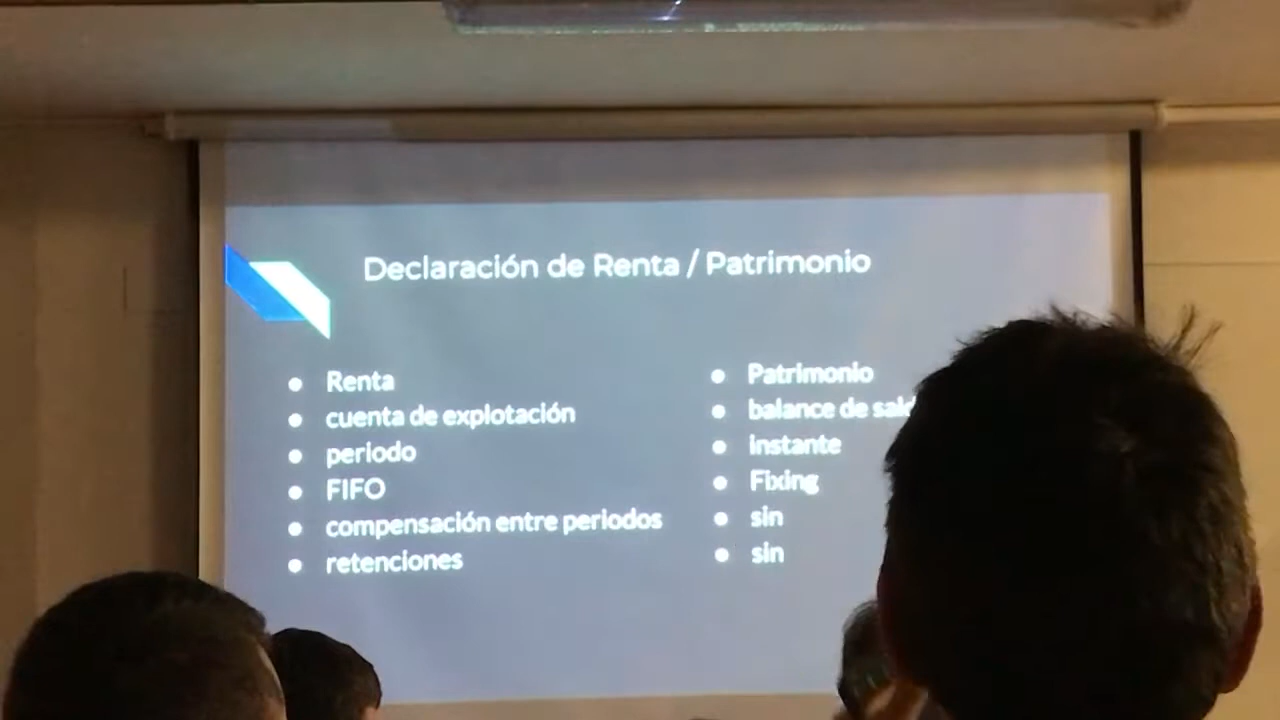 Declaración de Renta / Patrimonio
● Renta
● cuenta de explotación
● periodo
● FIFO
● compensación entre periodos
● retenciones
● Patrimonio
● balance de
● instante
● Fixing
● sin
● sin